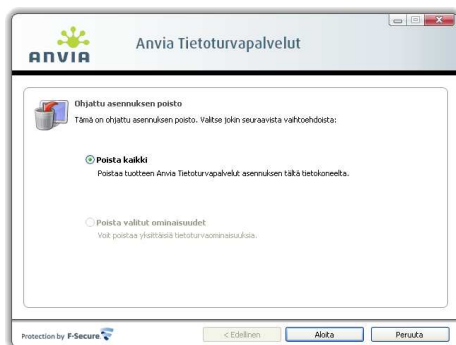 ANVIA
Anvia Tietoturvapalvelut
Ohjattu asennuksen poisto
Tämä on ohjattu asennuksen poisto. Valitse jokin seuraavista vaihtoehdoista:
Poista kaikki
Poistaa tuotteen Anvia Tietoturvapalvelut asennuksen tältä tietokoneelta.
Poista valitut ominaisuudet
Voit poistaa yksittäisiä tietoturvaominaisuuksia.
Protection by F-Secure
< Edellinen
Aloita
Peruuta